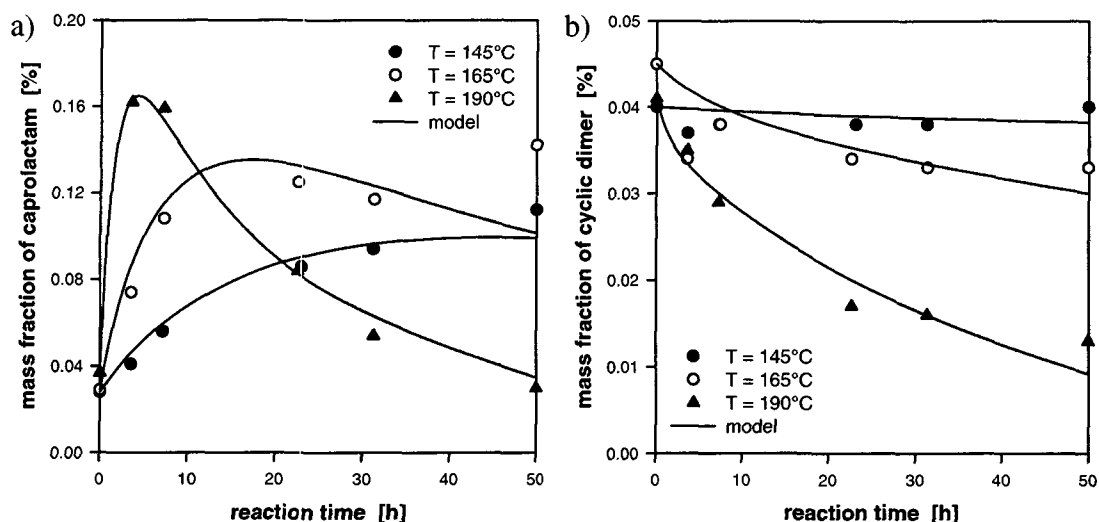 a)
mass fraction of caprolactam [%]
0.20
0.16
0.12
0.08
0.04
0.00
T = 145°C
T = 165°C
T = 190°C
model
0
10
20
30
40
50
reaction time [h]
b)
mass fraction of cyclic dimer [%]
0.05
0.04
0.03
0.02
0.01
0.00
T = 145°C
T = 165°C
T = 190°C
model
0
10
20
30
40
50
reaction time [h]